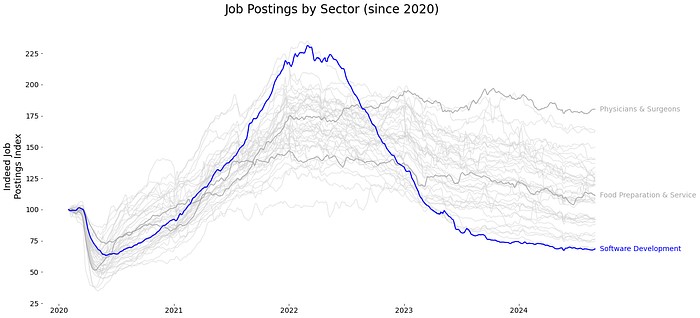 Job Postings by Sector (since 2020)
Indeed Job
Postings Index
225
200
175
150
125
100
75
50
25
Physicians & Surgeons
Food Preparation & Service
Software Development
2020
2021
2022
2023
2024